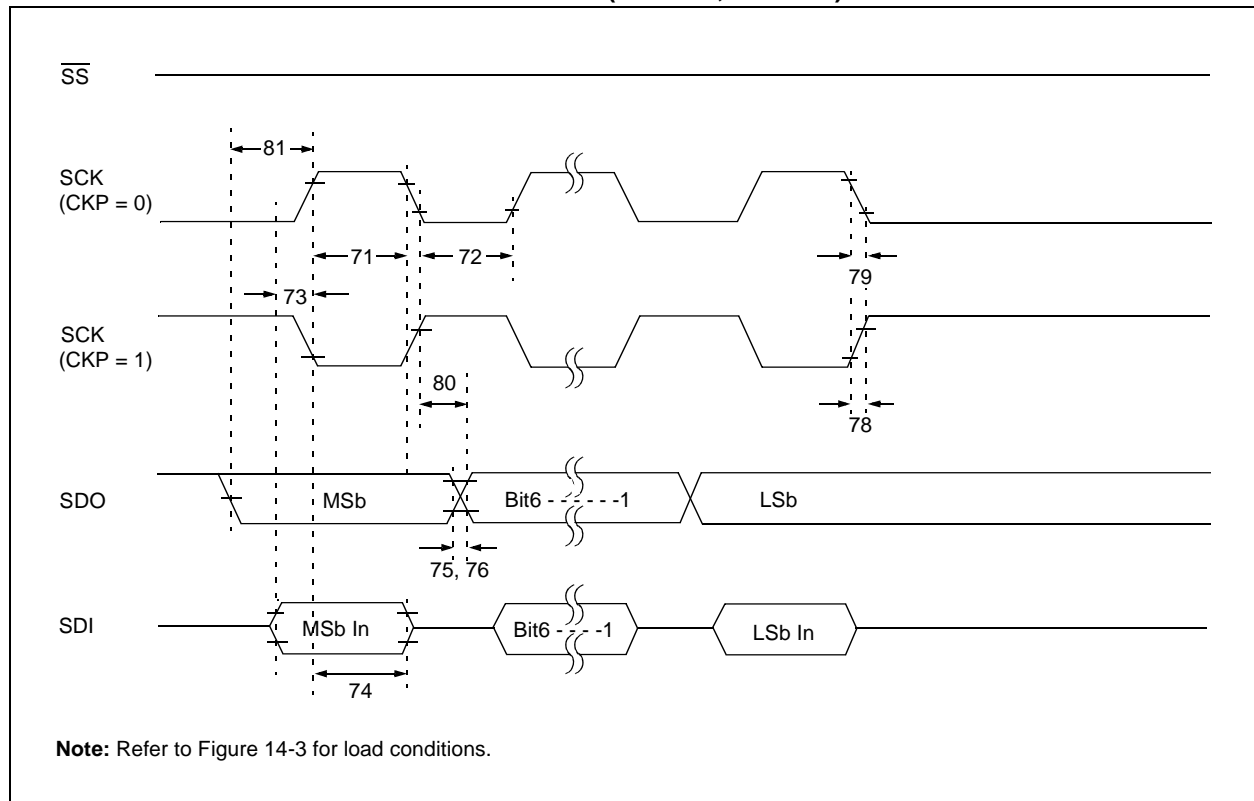 SS
81
SCK
(CKP = 0)
71
72
79
73
SCK
(CKP = 1)
80
78
SDO
MSb
Bit6 - - - - - -1
LSb
75, 76
SDI
MSb In
Bit6 - - - - -1
LSb In
74
Note: Refer to Figure 14-3 for load conditions.